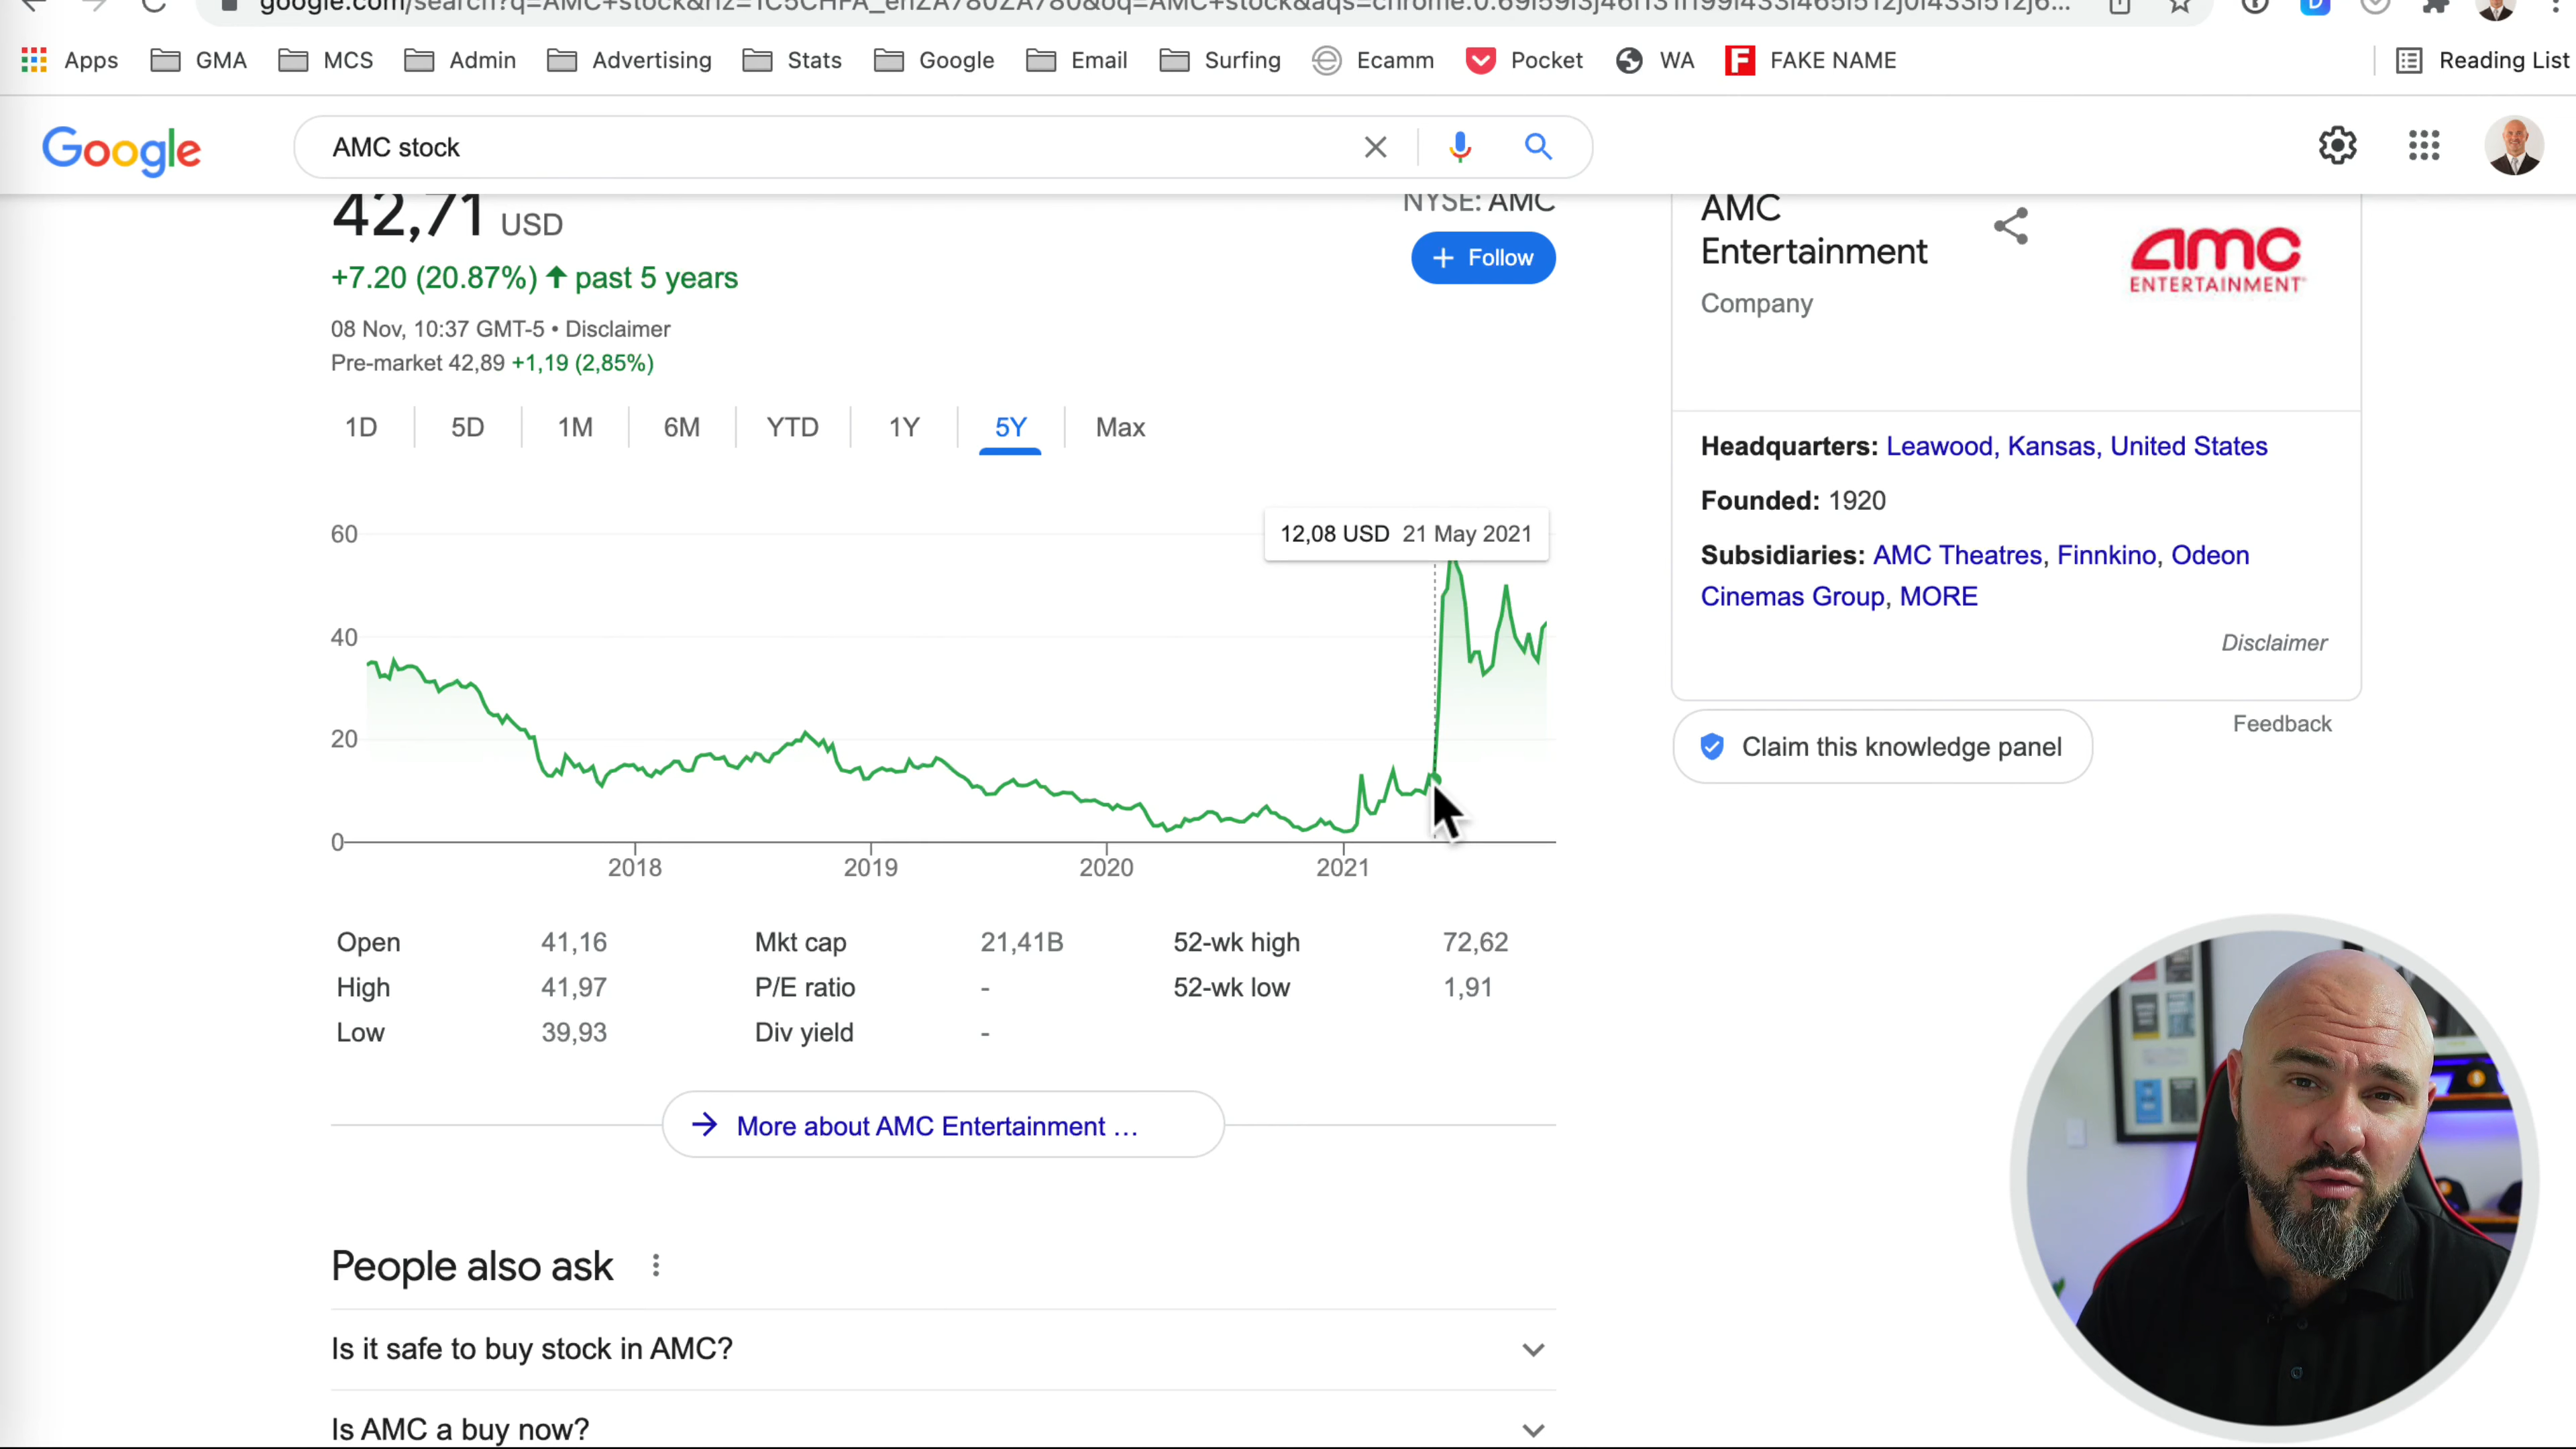 Apps GMA MCS Admin Advertising Stats Google Email Surfing Ecamm Pocket WA FAKE NAME Reading List
Google AMC stock
42,71 USD
+7.20 (20.87%) past 5 years
08 Nov, 10:37 GMT-5 • Disclaimer
Pre-market 42,89 +1,19 (2,85%)
NYSE: AMC
+ Follow
1D 5D 1M 6M YTD 1Y 5Y Max
12,08 USD 21 May 2021
60
40
20
0
2018 2019 2020 2021
Open 41,16 Mkt cap 21,41B 52-wk high 72,62
High 41,97 P/E ratio - 52-wk low 1,91
Low 39,93 Div yield -
More about AMC Entertainment …
People also ask
Is it safe to buy stock in AMC?
Is AMC a buy now?
AMC
Entertainment
Company
amc
ENTERTAINMENT
Headquarters: Leawood, Kansas, United States
Founded: 1920
Subsidiaries: AMC Theatres, Finnkino, Odeon
Cinemas Group, MORE
Disclaimer
Feedback
Claim this knowledge panel